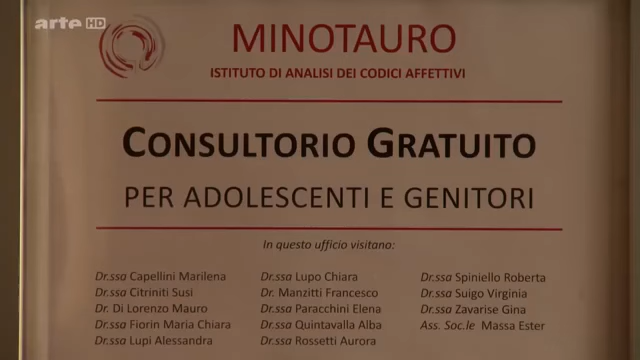 arte HD
MINOTAURO
ISTITUTO DI ANALISI DEI CODICI AFFETTIVI
CONSULTORIO GRATUITO
PER ADOLESCENTI E GENITORI
In questo ufficio visitano:
Dr.ssa Capellini Marilena
Dr.ssa Citriniti Susi
Dr. Di Lorenzo Mauro
Dr.ssa Fiorin Maria Chiara
Dr.ssa Lupi Alessandra
Dr.ssa Lupo Chiara
Dr. Manzitti Francesco
Dr.ssa Paracchini Elena
Dr.ssa Quintavalla Alba
Dr.ssa Rossetti Aurora
Dr.ssa Spiniello Roberta
Dr.ssa Suigo Virginia
Dr.ssa Zavarise Gina
Ass. Soc.le Massa Ester